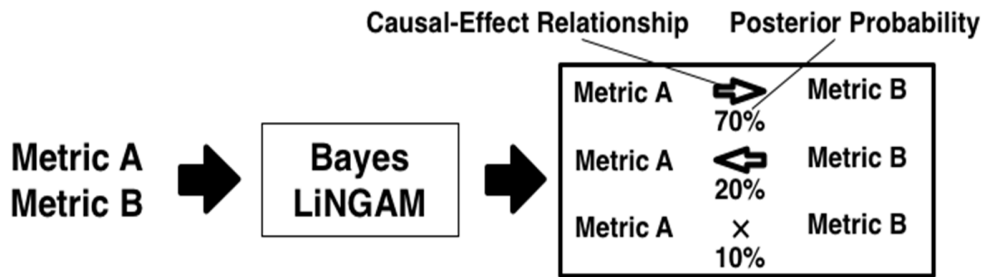 Causal-Effect Relationship Posterior Probability
Metric A
Metric B
Bayes
LiNGAM
Metric A Metric B
70%
Metric A Metric B
20%
Metric A × Metric B
10%